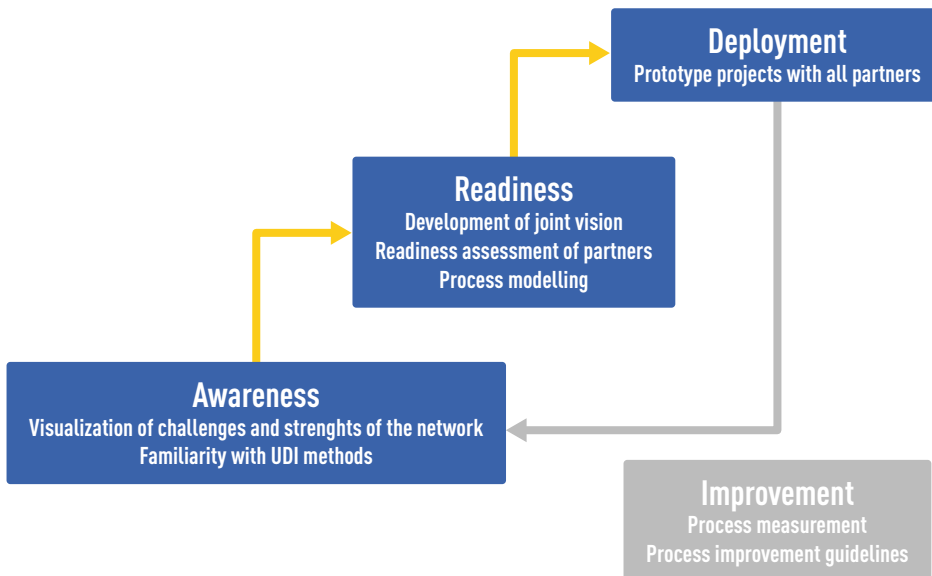 Deployment
Prototype projects with all partners
Readiness
Development of joint vision
Readiness assessment of partners
Process modelling
Awareness
Visualization of challenges and strenghts of the network
Familiarity with UDI methods
Improvement
Process measurement
Process improvement guidelines